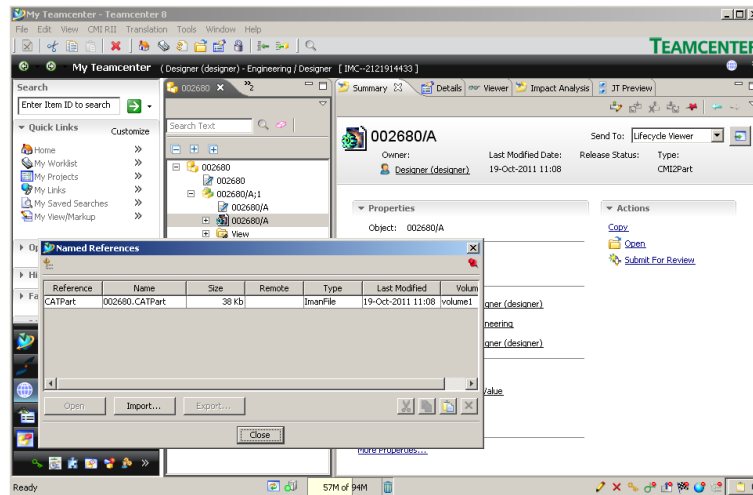 My Teamcenter - Teamcenter 8
File Edit View CMI RII Translation Tools Window Help
TEAMCENTER
My Teamcenter ( Designer (designer) - Engineering / Designer [ IMC--2121914433 ]
Search
002680
2
Summary
Details
Viewer
Impact Analysis
JT Preview
Enter Item ID to search
Quick Links
Customize
Home
My Worklist
My Projects
My Links
My Saved Searches
My View/Markup
Search Text
002680
002680
002680/A;1
002680/A
002680/A
View
002680/A
Send To: Lifecycle Viewer
Owner: Last Modified Date: Release Status: Type:
Designer (designer) 19-Oct-2011 11:08 CMI2Part
Properties
Object: 002680/A
Actions
Copy
Open
Submit For Review
Named References
Reference Name Size Remote Type Last Modified Volum
CATPart 002680.CATPart 38 Kb ImanFile 19-Oct-2011 11:08 volume1
Open Import... Export...
Close
gner (designer)
neering
gner (designer)
Value
More Properties...
Ready
57M of 94M